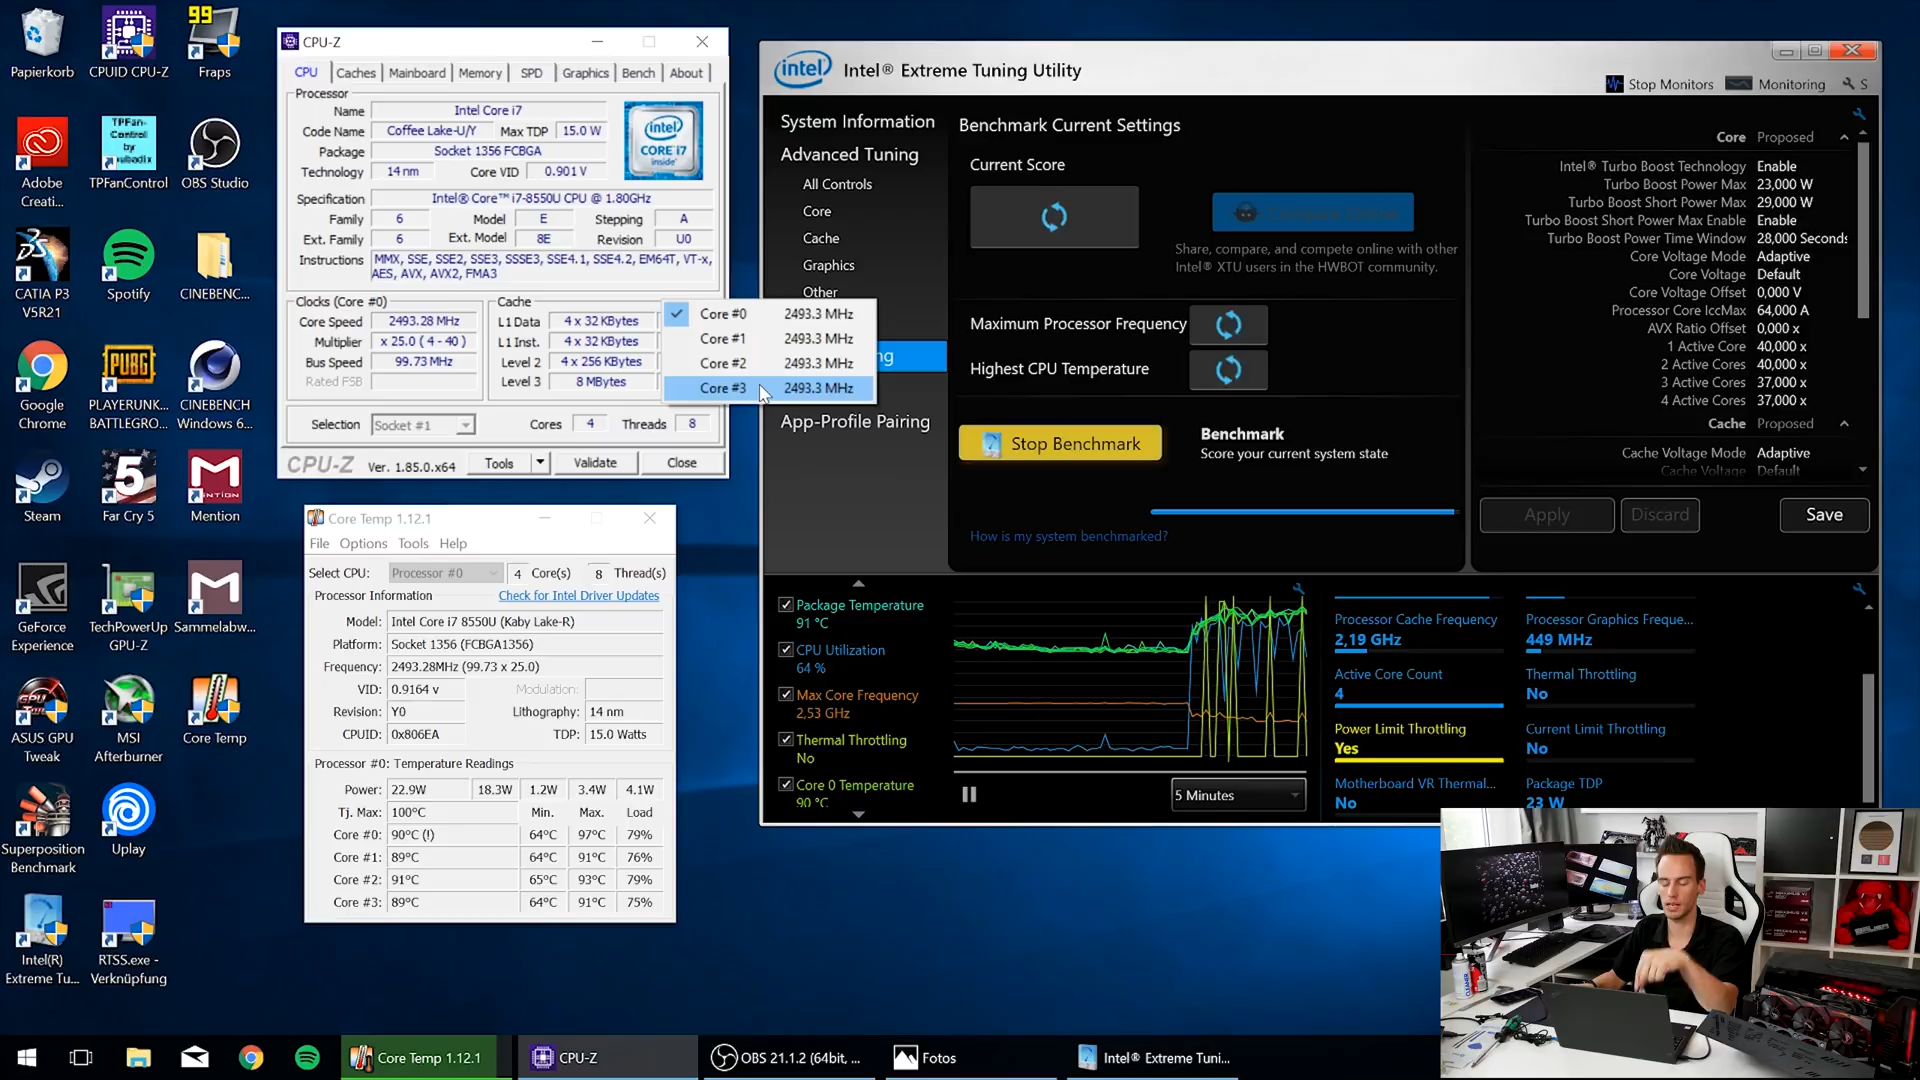 99
Papierkorb
CPUID CPU-Z
Fraps
Adobe
Creati...
TPFan-
Control
by
TPFanControl
OBS Studio
CATIA P3
V5R21
Spotify
CINEBENC...
Google
Chrome
PUBG
PLAYERUNK...
BATTLEGRO...
CINEBENCH
Windows 6...
Steam
5
Far Cry 5
MENTION
Mention
GeForce
Experience
TechPowerUp
GPU-Z
Sammelabw...
ASUS GPU
Tweak
MSI
Afterburner
Core Temp
Superposition
Benchmark
Uplay
Intel(R)
Extreme Tu...
RTSS.exe -
Verknüpfung
CPU-Z
CPU
Caches
Mainboard
Memory
SPD
Graphics
Bench
About
Processor
Name
Intel Core i7
Code Name
Coffee Lake-U/Y
Max TDP
15.0 W
Package
Socket 1356 FCBGA
Technology
14 nm
Core VID
0.901 V
intel
CORE i7
inside
Specification
Intel® Core™ i7-8550U CPU @ 1.80GHz
Family
6
Model
E
Stepping
A
Ext. Family
6
Ext. Model
8E
Revision
U0
Instructions
MMX, SSE, SSE2, SSE3, SSSE3, SSE4.1, SSE4.2, EM64T, VT-x,
AES, AVX, AVX2, FMA3
Clocks (Core #0)
Core Speed
2493.28 MHz
Multiplier
x 25.0 ( 4 - 40 )
Bus Speed
99.73 MHz
Rated FSB
Cache
L1 Data
4 x 32 KBytes
L1 Inst.
4 x 32 KBytes
Level 2
4 x 256 KBytes
Level 3
8 MBytes
Core #0 2493.3 MHz
Core #1 2493.3 MHz
Core #2 2493.3 MHz
Core #3 2493.3 MHz
Selection
Socket #1
Cores
4
Threads
8
CPU-Z
Ver. 1.85.0.x64
Tools
Validate
Close
Core Temp 1.12.1
File Options Tools Help
Select CPU:
Processor #0
4
Core(s)
8
Thread(s)
Processor Information
Check for Intel Driver Updates
Model:
Intel Core i7 8550U (Kaby Lake-R)
Platform:
Socket 1356 (FCBGA1356)
Frequency:
2493.28MHz (99.73 x 25.0)
VID:
0.9164 v
Modulation:
Revision:
Y0
Lithography:
14 nm
CPUID:
0x806EA
TDP:
15.0 Watts
Processor #0: Temperature Readings
Power: 22.9W 18.3W 1.2W 3.4W 4.1W
Tj. Max: 100°C Min. Max. Load
Core #0: 90°C (!) 64°C 97°C 79%
Core #1: 89°C 64°C 91°C 76%
Core #2: 91°C 65°C 93°C 79%
Core #3: 89°C 64°C 91°C 75%
intel
Intel® Extreme Tuning Utility
Stop Monitors
Monitoring
S
System Information
Advanced Tuning
All Controls
Core
Cache
Graphics
Other
ng
App-Profile Pairing
Benchmark Current Settings
Current Score
Share, compare, and compete online with other
Intel® XTU users in the HWBOT community.
Maximum Processor Frequency
Highest CPU Temperature
Stop Benchmark
Benchmark
Score your current system state
How is my system benchmarked?
Core Proposed
Intel® Turbo Boost Technology Enable
Turbo Boost Power Max 23,000 W
Turbo Boost Short Power Max 29,000 W
Turbo Boost Short Power Max Enable Enable
Turbo Boost Power Time Window 28,000 Seconds
Core Voltage Mode Adaptive
Core Voltage Default
Core Voltage Offset 0,000 V
Processor Core IccMax 64,000 A
AVX Ratio Offset 0,000 x
1 Active Core 40,000 x
2 Active Cores 40,000 x
3 Active Cores 37,000 x
4 Active Cores 37,000 x
Cache Proposed
Cache Voltage Mode Adaptive
Cache Voltage Default
Apply
Discard
Save
Package Temperature
91 °C
CPU Utilization
64 %
Max Core Frequency
2,53 GHz
Thermal Throttling
No
Core 0 Temperature
90 °C
5 Minutes
Processor Cache Frequency
2,19 GHz
Processor Graphics Freque...
449 MHz
Active Core Count
4
Thermal Throttling
No
Power Limit Throttling
Yes
Current Limit Throttling
No
Motherboard VR Thermal...
No
Package TDP
23 W
Core Temp 1.12.1
CPU-Z
OBS 21.1.2 (64bit, ...
Fotos
Intel® Extreme Tuni...